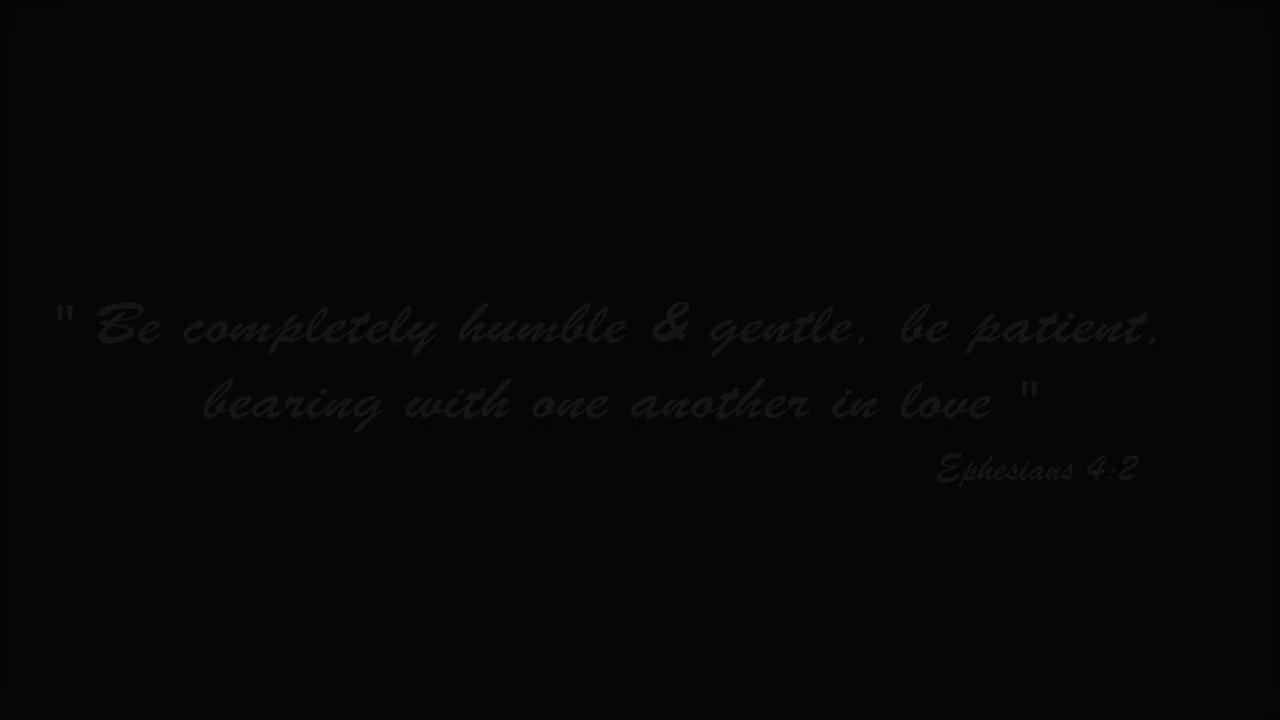 " Be completely humble & gentle, be patient,
bearing with one another in love "
Ephesians 4:2